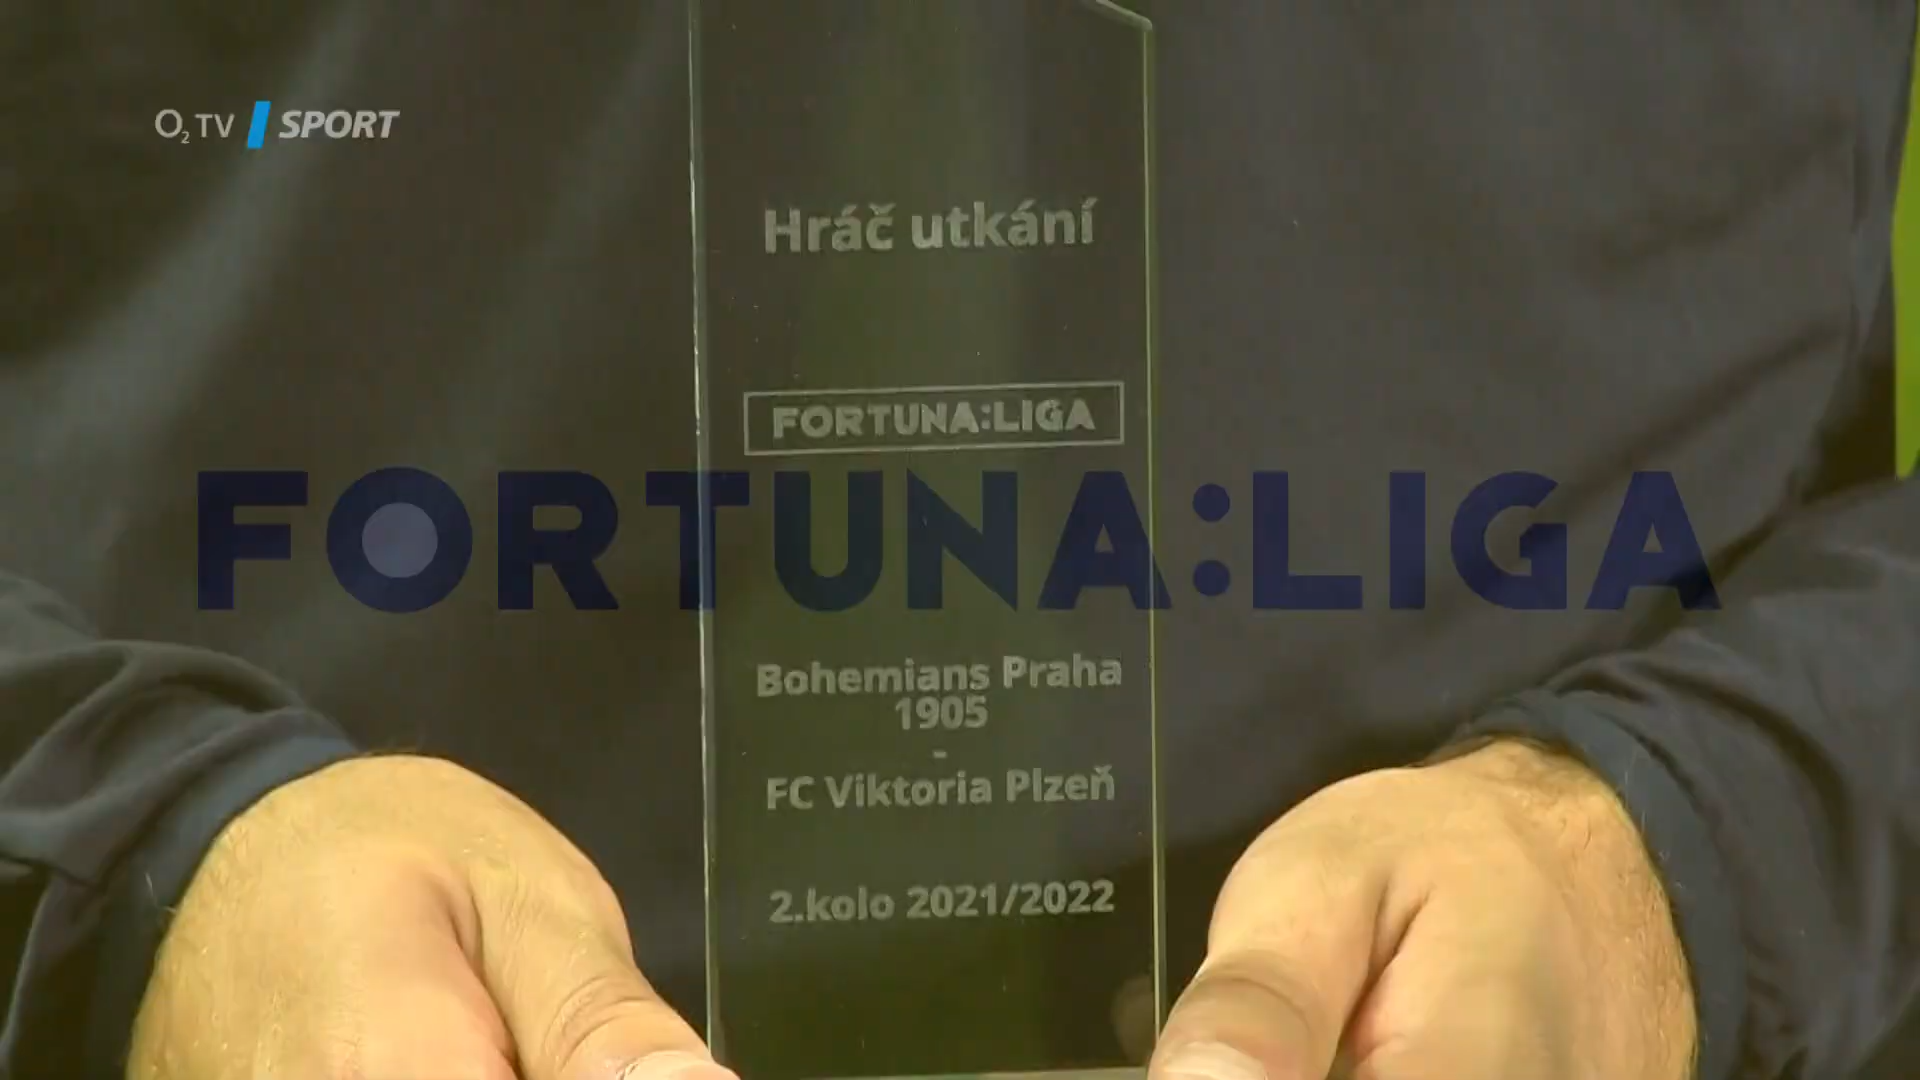 O₂ TV SPORT
Hráč utkání
FORTUNA:LIGA
FORTUNA:LIGA
Bohemians Praha
1905
-
FC Viktoria Plzeň
2.kolo 2021/2022